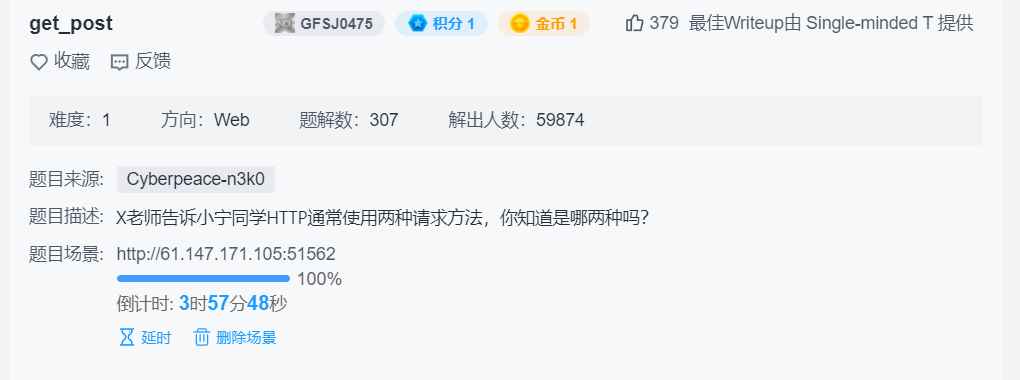 get_post GFSJ0475 积分 1 金币 1 379 最佳Writeup由 Single-minded T 提供
收藏 反馈
难度：1 方向：Web 题解数：307 解出人数：59874
题目来源: Cyberpeace-n3k0
题目描述: X老师告诉小宁同学HTTP通常使用两种请求方法，你知道是哪两种吗？
题目场景: http://61.147.171.105:51562
100%
倒计时: 3时57分48秒
延时 删除场景